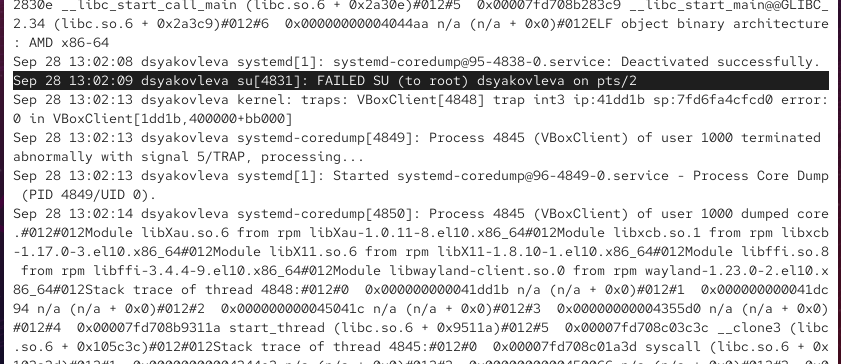 2830e __libc_start_call_main (libc.so.6 + 0x2a30e)#012#5  0x00007fd708b283c9 __libc_start_main@@GLIBC_
2.34 (libc.so.6 + 0x2a3c9)#012#6  0x00000000004044aa n/a (n/a + 0x0)#012ELF object binary architecture
: AMD x86-64
Sep 28 13:02:08 dsyakovleva systemd[1]: systemd-coredump@95-4838-0.service: Deactivated successfully.
Sep 28 13:02:09 dsyakovleva su[4831]: FAILED SU (to root) dsyakovleva on pts/2
Sep 28 13:02:13 dsyakovleva kernel: traps: VBoxClient[4848] trap int3 ip:41dd1b sp:7fd6fa4cfcd0 error:
0 in VBoxClient[1dd1b,400000+bb000]
Sep 28 13:02:13 dsyakovleva systemd-coredump[4849]: Process 4845 (VBoxClient) of user 1000 terminated
abnormally with signal 5/TRAP, processing...
Sep 28 13:02:13 dsyakovleva systemd[1]: Started systemd-coredump@96-4849-0.service - Process Core Dump
 (PID 4849/UID 0).
Sep 28 13:02:14 dsyakovleva systemd-coredump[4850]: Process 4845 (VBoxClient) of user 1000 dumped core
.#012#012Module libXau.so.6 from rpm libXau-1.0.11-8.el10.x86_64#012Module libxcb.so.1 from rpm libxcb
-1.17.0-3.el10.x86_64#012Module libX11.so.6 from rpm libX11-1.8.10-1.el10.x86_64#012Module libffi.so.8
 from rpm libffi-3.4.4-9.el10.x86_64#012Module libwayland-client.so.0 from rpm wayland-1.23.0-2.el10.x
86_64#012Stack trace of thread 4848:#012#0  0x000000000041dd1b n/a (n/a + 0x0)#012#1  0x000000000041dc
94 n/a (n/a + 0x0)#012#2  0x000000000045041c n/a (n/a + 0x0)#012#3  0x00000000004355d0 n/a (n/a + 0x0)
#012#4  0x00007fd708b9311a start_thread (libc.so.6 + 0x9511a)#012#5  0x00007fd708c03c3c __clone3 (libc
.so.6 + 0x105c3c)#012#012Stack trace of thread 4845:#012#0  0x00007fd708c01a3d syscall (libc.so.6 + 0x